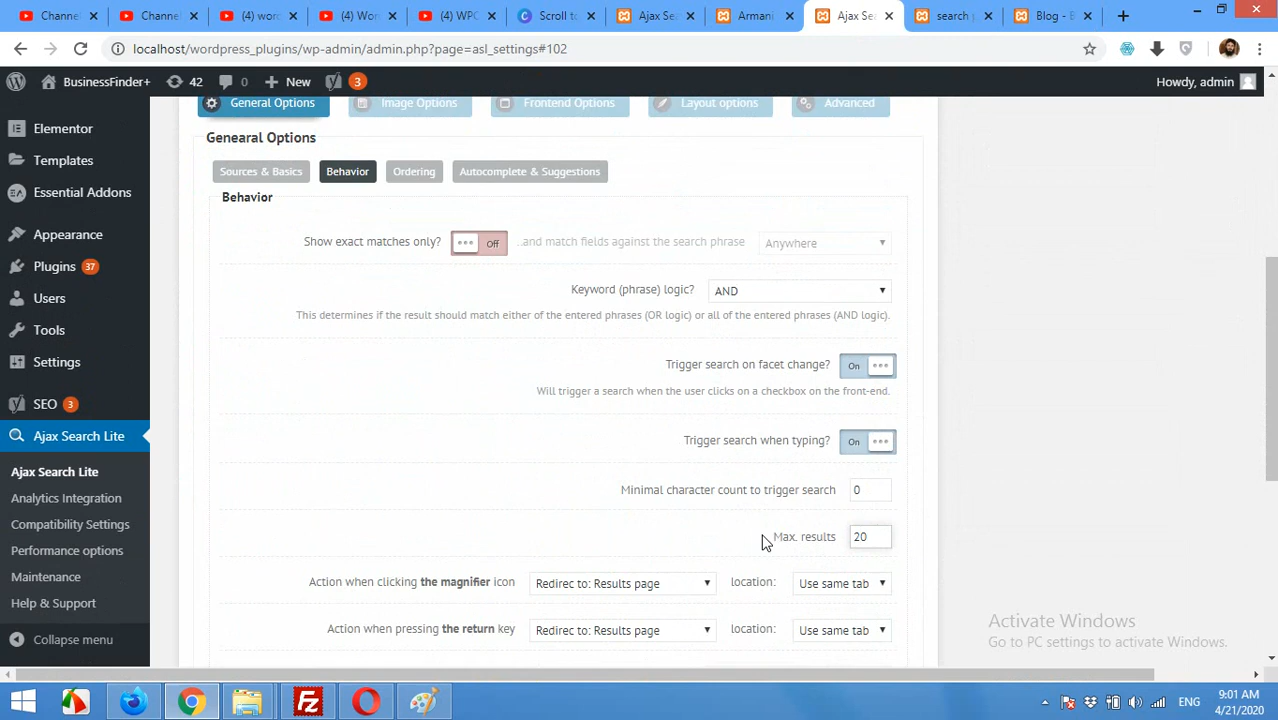 Channel
Channel
(4) word
(4) Wor
(4) WPC
Scroll to
Ajax Sea
Armani
Ajax Sea
search p
Blog - B
localhost/wordpress_plugins/wp-admin/admin.php?page=asl_settings#102
BusinessFinder+
42
0
New
3
Howdy, admin
Elementor
Templates
Essential Addons
Appearance
Plugins 37
Users
Tools
Settings
SEO 3
Ajax Search Lite
Ajax Search Lite
Analytics Integration
Compatibility Settings
Performance options
Maintenance
Help & Support
Collapse menu
General Options
Image Options
Frontend Options
Layout options
Advanced
Genearal Options
Sources & Basics
Behavior
Ordering
Autocomplete & Suggestions
Behavior
Show exact matches only? Off ..and match fields against the search phrase Anywhere
Keyword (phrase) logic? AND
This determines if the result should match either of the entered phrases (OR logic) or all of the entered phrases (AND logic).
Trigger search on facet change? On
Will trigger a search when the user clicks on a checkbox on the front-end.
Trigger search when typing? On
Minimal character count to trigger search 0
Max. results 20
Action when clicking the magnifier icon Redirec to: Results page location: Use same tab
Action when pressing the return key Redirec to: Results page location: Use same tab
Activate Windows
Go to PC settings to activate Windows.
ENG
9:01 AM
4/21/2020